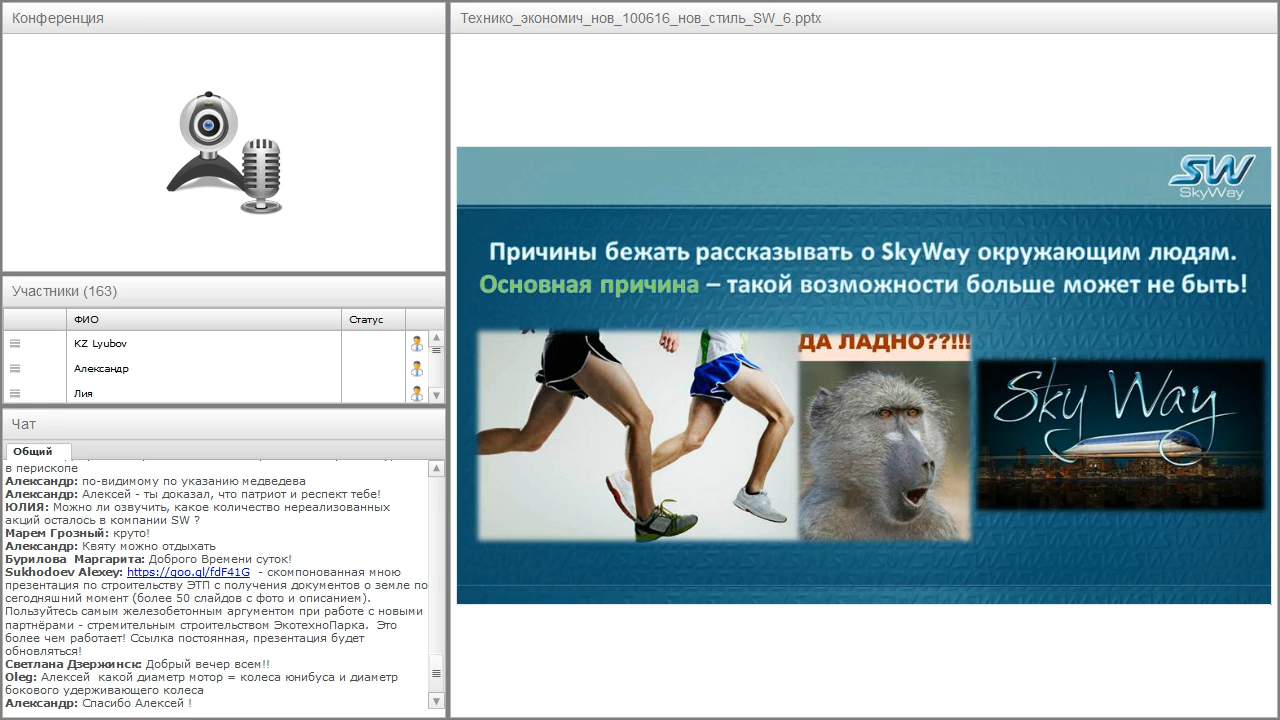 Конференция
Технико_экономич_нов_100616_нов_стиль_SW_6.pptx
SW
SkyWay
Причины бежать рассказывать о SkyWay окружающим людям.
Основная причина – такой возможности больше может не быть!
ДА ЛАДНО??!!!
Sky Way
Участники (163)
ФИО
Статус
KZ Lyubov
Александр
Лия
Чат
Общий
в перископе
Александр: по-видимому по указанию медведева
Александр: Алексей - ты доказал, что патриот и респект тебе!
ЮЛИЯ: Можно ли озвучить, какое количество нереализованных
акций осталось в компании SW ?
Марем Грозный: круто!
Александр: Квяту можно отдыхать
Бурилова  Маргарита: Доброго Времени суток!
Sukhodoev Alexey: https://goo.gl/fdF41G  - скомпонованная мною
презентация по строительству ЭТП с получения документов о земле по
сегодняшний момент (более 50 слайдов с фото и описанием).
Пользуйтесь самым железобетонным аргументом при работе с новыми
партнёрами - стремительным строительством ЭкотехноПарка.  Это
более чем работает! Ссылка постоянная, презентация будет
обновляться!
Светлана Дзержинск: Добрый вечер всем!!
Oleg: Алексей  какой диаметр мотор = колеса юнибуса и диаметр
бокового удерживающего колеса
Александр: Спасибо Алексей !